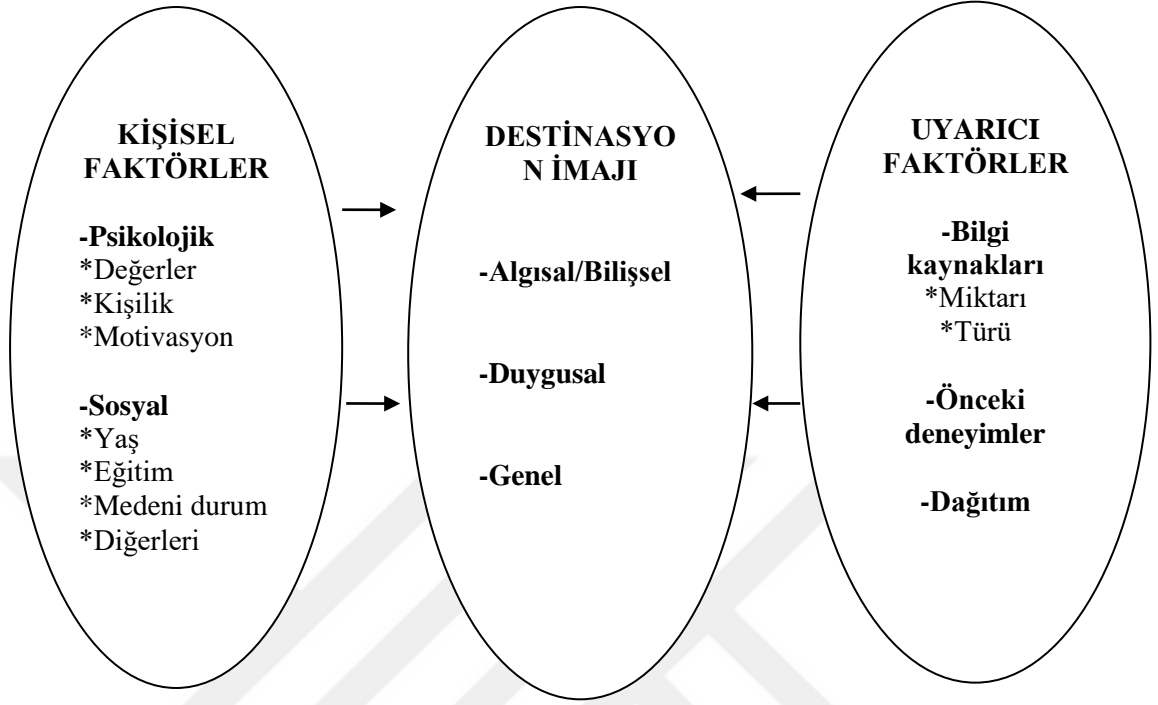 KİŞİSEL
FAKTÖRLER
-Psikolojik
*Değerler
*Kişilik
*Motivasyon
-Sosyal
*Yaş
*Eğitim
*Medeni durum
*Diğerleri
DESTİNASYO
N İMAJI
-Algısal/Bilişsel
-Duygusal
-Genel
UYARICI
FAKTÖRLER
-Bilgi
kaynakları
*Miktarı
*Türü
-Önceki
deneyimler
-Dağıtım